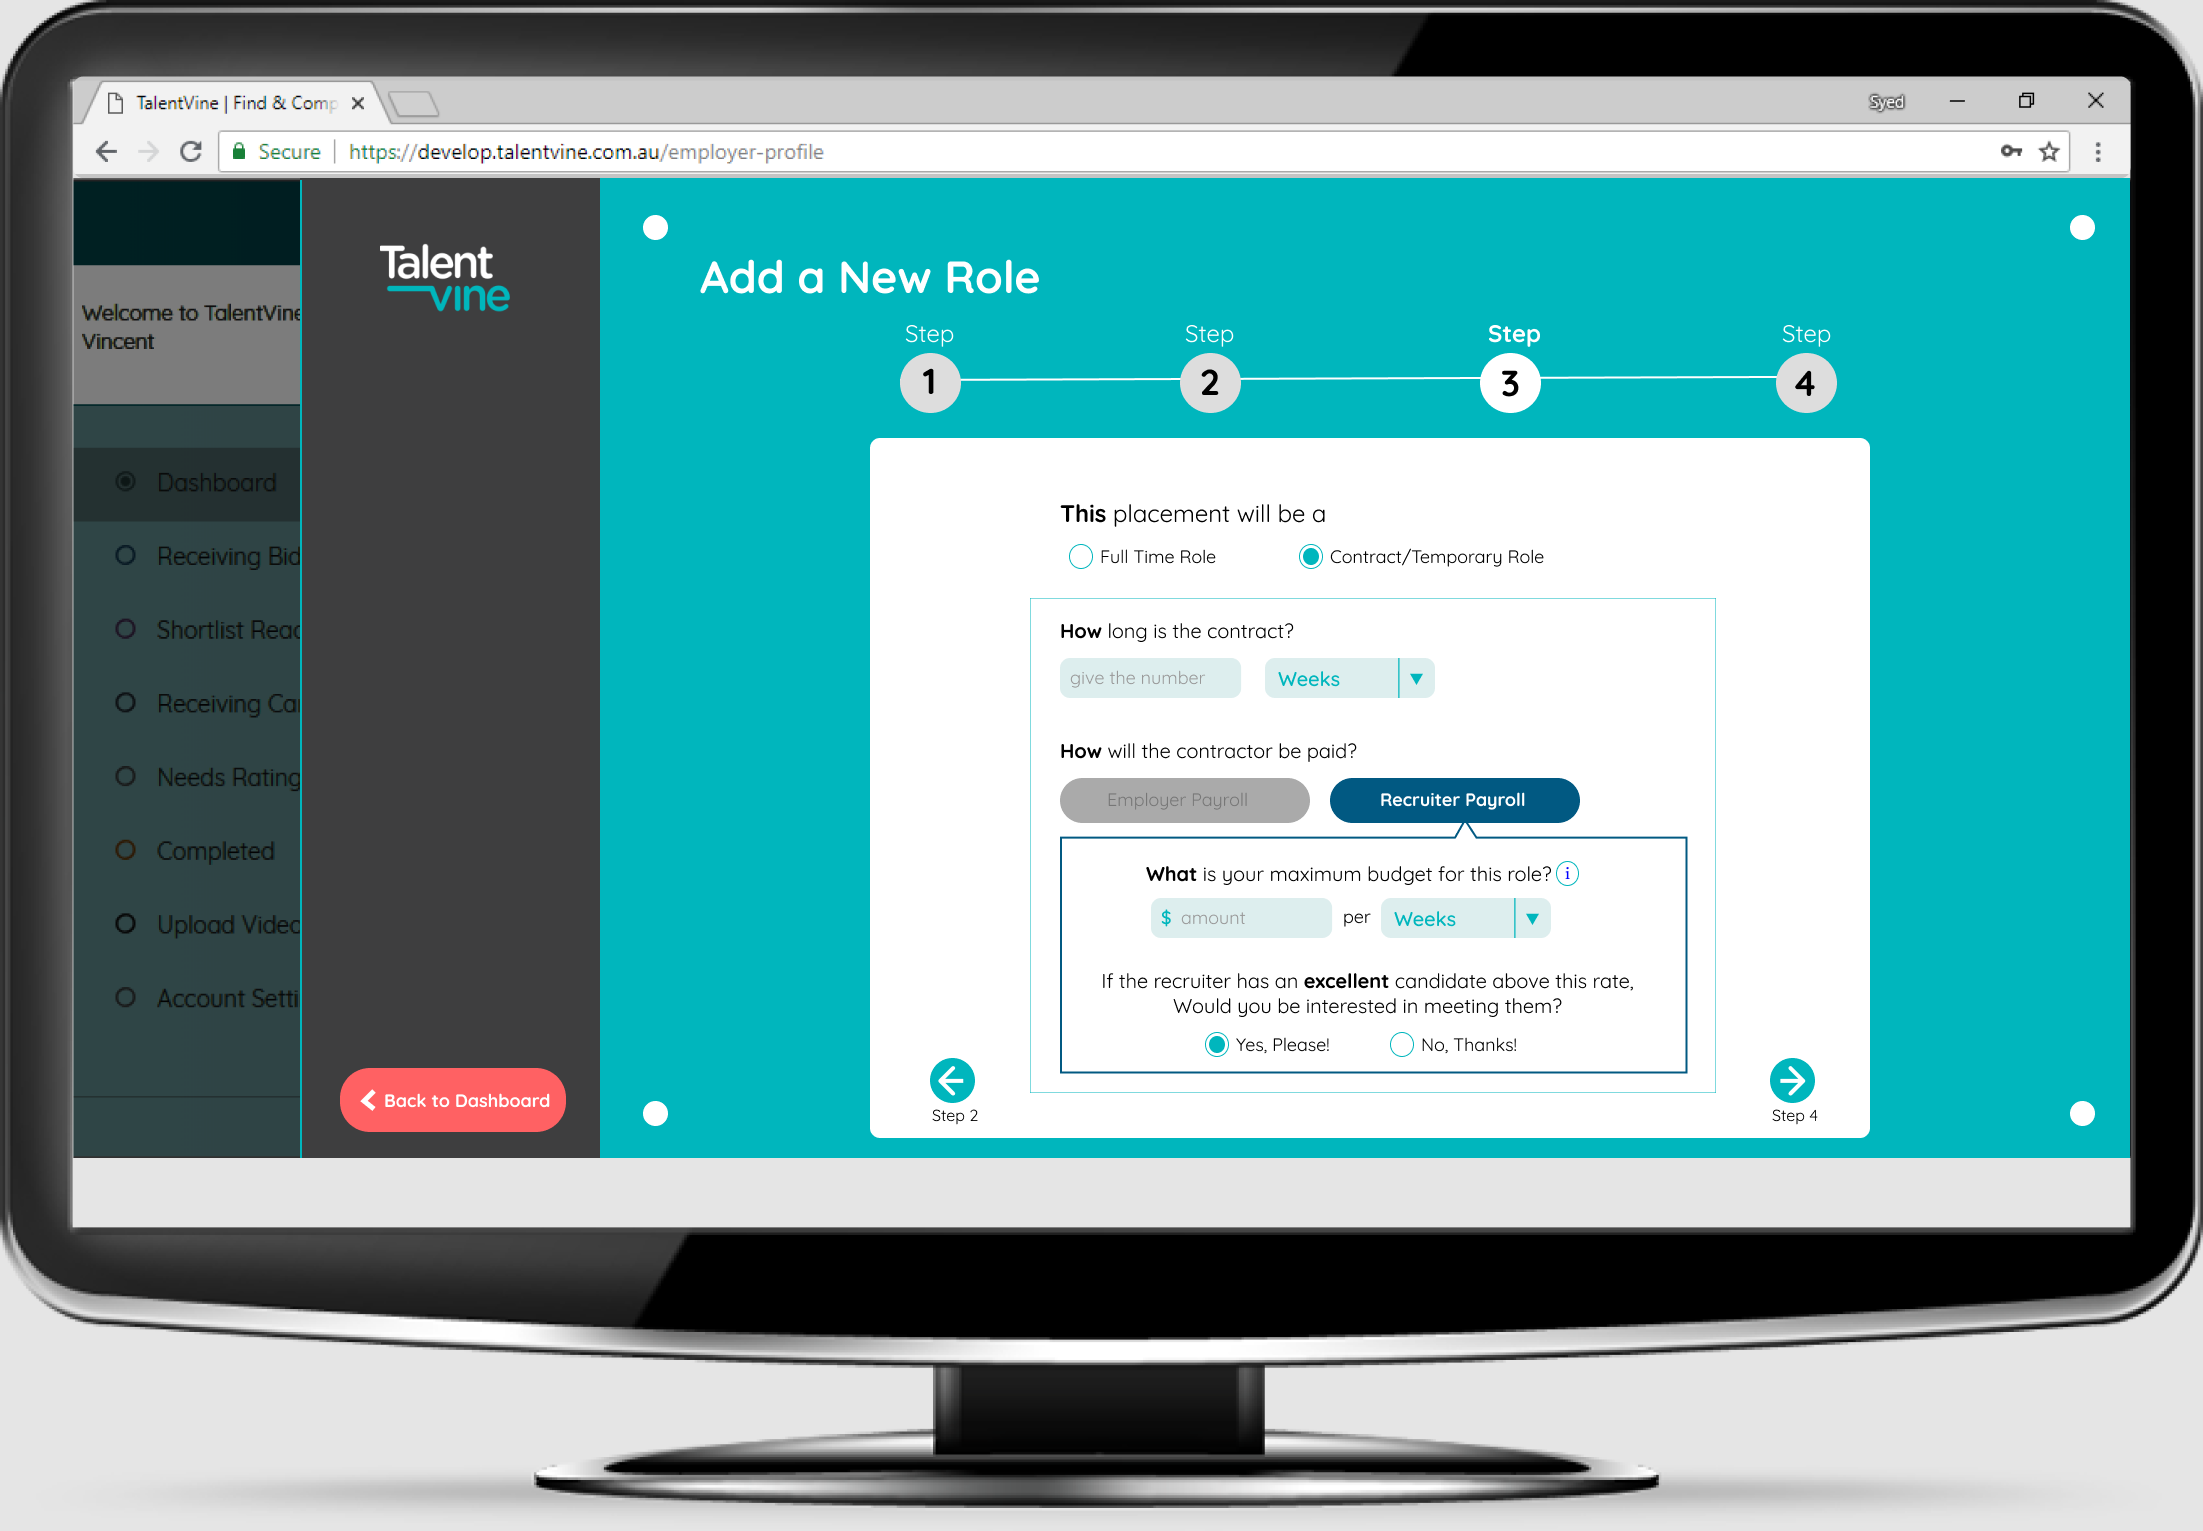 TalentVine | Find & Comp
Syed
Secure
https://develop.talentvine.com.au/employer-profile
Welcome to TalentVine
Vincent
Dashboard
Receiving Bid
Shortlist Read
Receiving Ca
Needs Rating
Completed
Upload Video
Account Setti
Talent
vine
Back to Dashboard
Add a New Role
Step Step Step Step
1 2 3 4
This placement will be a
Full Time Role Contract/Temporary Role
How long is the contract?
give the number Weeks
How will the contractor be paid?
Employer Payroll Recruiter Payroll
What is your maximum budget for this role? i
$ amount per Weeks
If the recruiter has an excellent candidate above this rate,
Would you be interested in meeting them?
Yes, Please! No, Thanks!
Step 2 Step 4